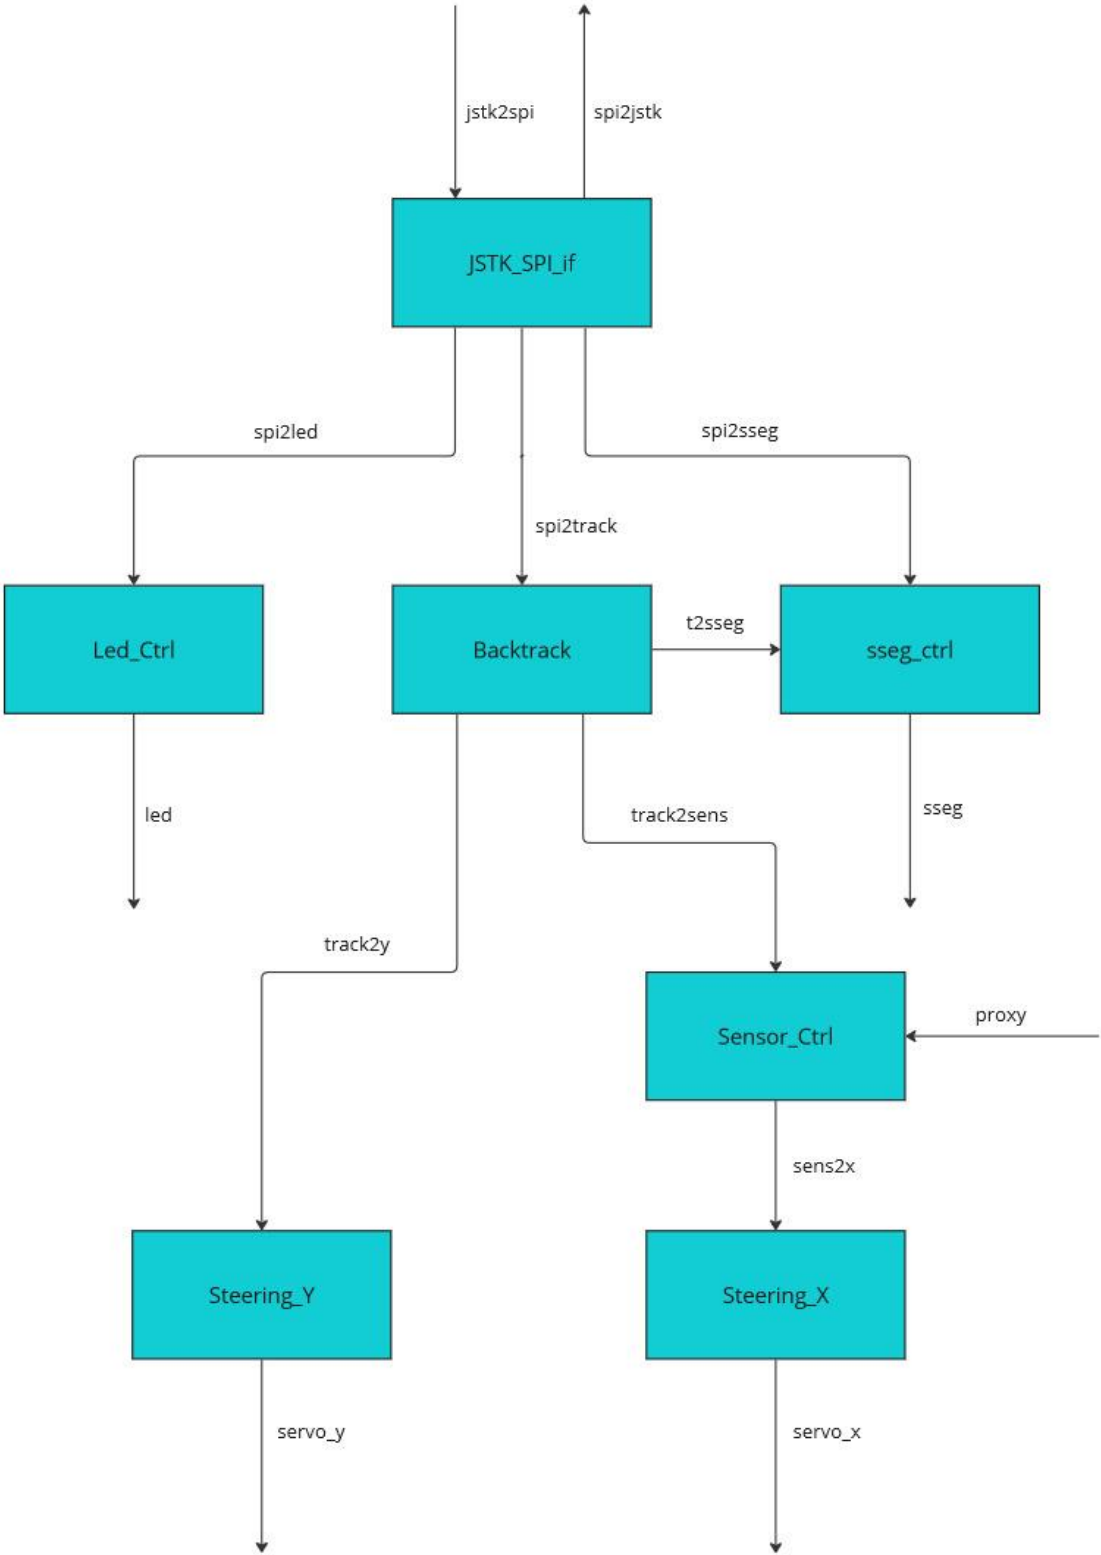 jstk2spi
spi2jstk
JSTK_SPI_if
spi2led
spi2sseg
spi2track
Led_Ctrl
Backtrack
t2sseg
sseg_ctrl
led
track2sens
sseg
track2y
Sensor_Ctrl
proxy
sens2x
Steering_Y
Steering_X
servo_y
servo_x